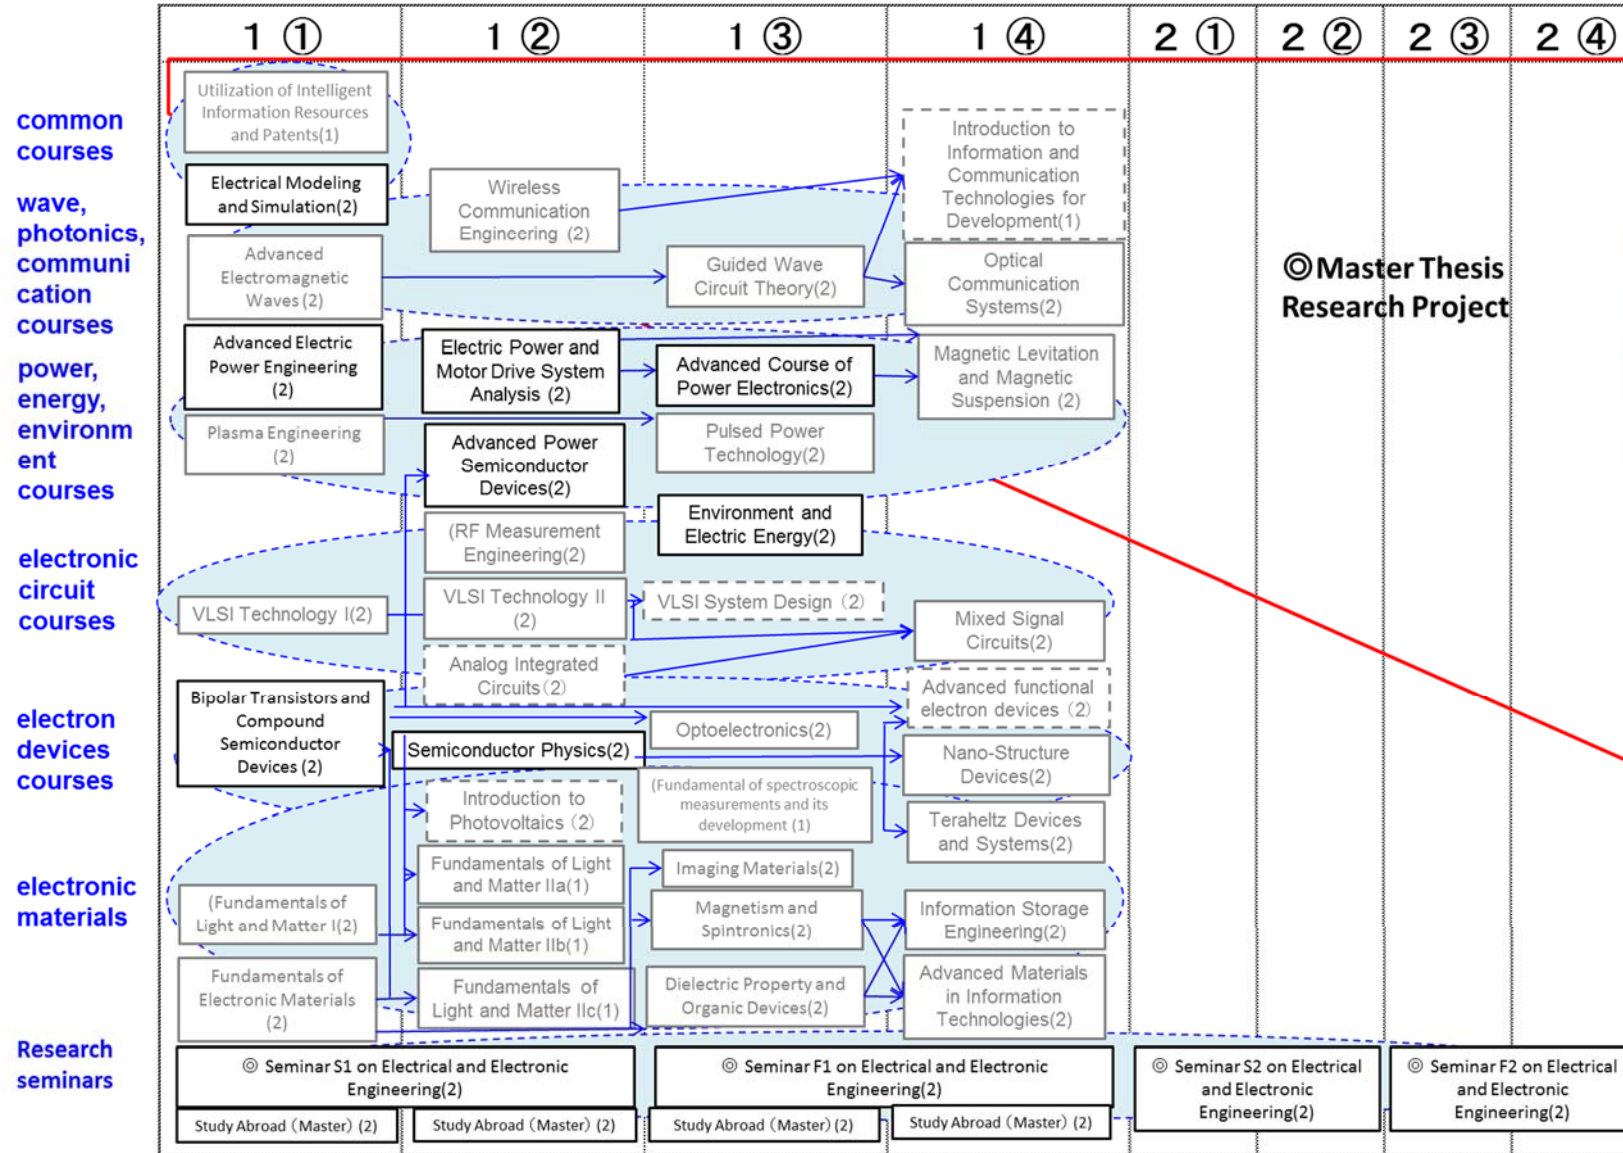 1 ①
1 ②
1 ③
1 ④
2 ①
2 ②
2 ③
2 ④
common
courses
Utilization of Intelligent
Information Resources
and Patents(1)
Electrical Modeling
and Simulation(2)
Introduction to
Information and
Communication
Technologies for
Development(1)
wave,
photonics,
communi
cation
courses
Wireless
Communication
Engineering (2)
Advanced
Electromagnetic
Waves (2)
Guided Wave
Circuit Theory(2)
Optical
Communication
Systems(2)
◎Master Thesis
Research Project
power,
energy,
environm
ent
courses
Advanced Electric
Power Engineering
(2)
Electric Power and
Motor Drive System
Analysis (2)
Advanced Course of
Power Electronics(2)
Magnetic Levitation
and Magnetic
Suspension (2)
Plasma Engineering
(2)
Advanced Power
Semiconductor
Devices(2)
Pulsed Power
Technology(2)
Environment and
Electric Energy(2)
electronic
circuit
courses
(RF Measurement
Engineering(2)
VLSI Technology I(2)
VLSI Technology II
(2)
VLSI System Design (2)
Mixed Signal
Circuits(2)
Analog Integrated
Circuits(2)
electron
devices
courses
Bipolar Transistors and
Compound
Semiconductor
Devices (2)
Semiconductor Physics(2)
Optoelectronics(2)
Advanced functional
electron devices (2)
Nano-Structure
Devices(2)
Introduction to
Photovoltaics (2)
(Fundamental of spectroscopic
measurements and its
development (1)
Teraheltz Devices
and Systems(2)
electronic
materials
Fundamentals of Light
and Matter IIa(1)
Imaging Materials(2)
(Fundamentals of
Light and Matter I(2)
Fundamentals of Light
and Matter IIb(1)
Magnetism and
Spintronics(2)
Information Storage
Engineering(2)
Fundamentals of
Electronic Materials
(2)
Fundamentals of
Light and Matter IIc(1)
Dielectric Property and
Organic Devices(2)
Advanced Materials
in Information
Technologies(2)
Research
seminars
◎ Seminar S1 on Electrical and Electronic
Engineering(2)
◎ Seminar F1 on Electrical and Electronic
Engineering(2)
◎ Seminar S2 on Electrical
and Electronic
Engineering(2)
◎ Seminar F2 on Electrical
and Electronic
Engineering(2)
Study Abroad (Master) (2)
Study Abroad (Master) (2)
Study Abroad (Master) (2)
Study Abroad (Master) (2)